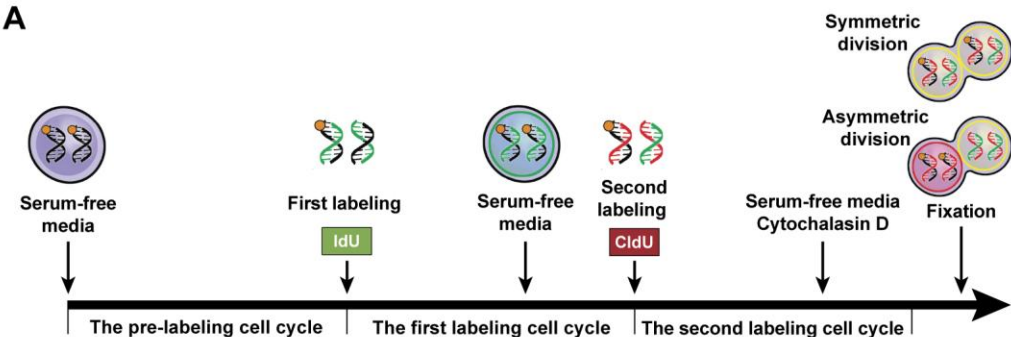 A
Symmetric
division
Asymmetric
division
Serum-free
media
First labeling
IdU
Serum-free
media
Second
labeling
CldU
Serum-free media
Cytochalasin D
Fixation
The pre-labeling cell cycle
The first labeling cell cycle
The second labeling cell cycle